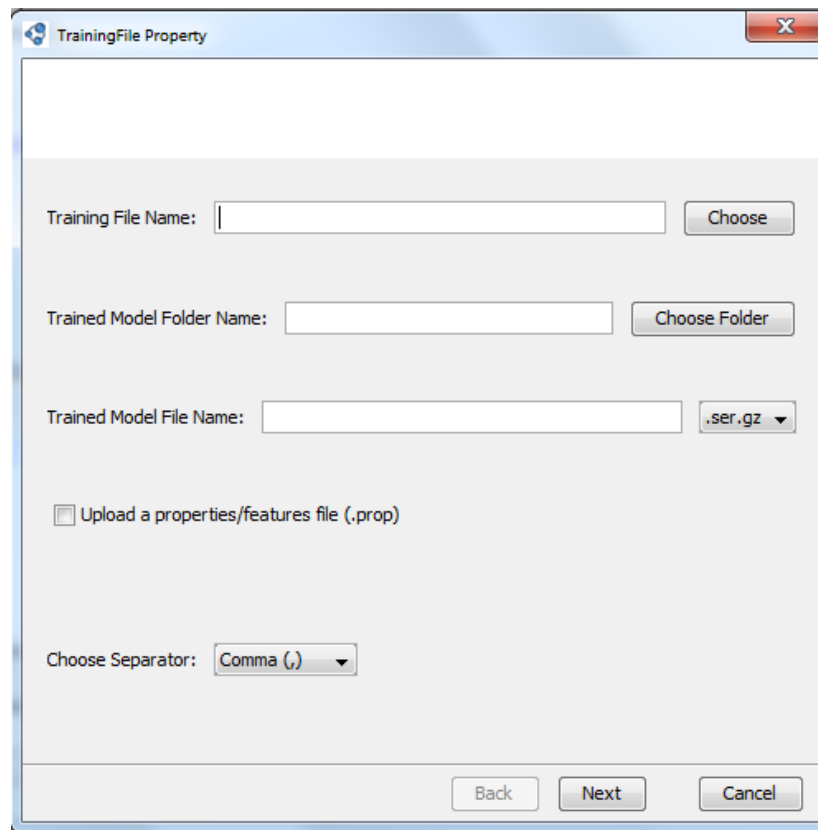 TrainingFile Property
Training File Name: Choose
Trained Model Folder Name: Choose Folder
Trained Model File Name: .ser.gz
Upload a properties/features file (.prop)
Choose Separator: Comma (,)
Back Next Cancel